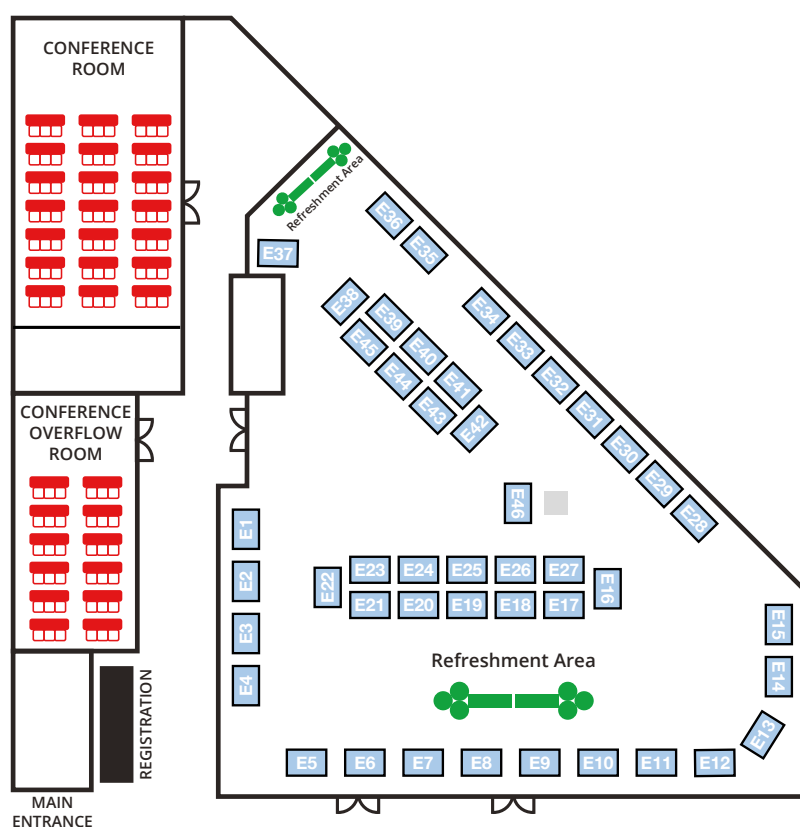 CONFERENCE
ROOM
Refreshment Area
E36
E35
E37
E38
E39
E40
E41
E45
E44
E43
E42
E34
E33
E32
E31
E30
E29
E28
CONFERENCE
OVERFLOW
ROOM
E46
E1
E2
E3
E4
E22
E23
E24
E25
E26
E27
E16
E21
E20
E19
E18
E17
E15
E14
E13
Refreshment Area
REGISTRATION
E5
E6
E7
E8
E9
E10
E11
E12
MAIN
ENTRANCE